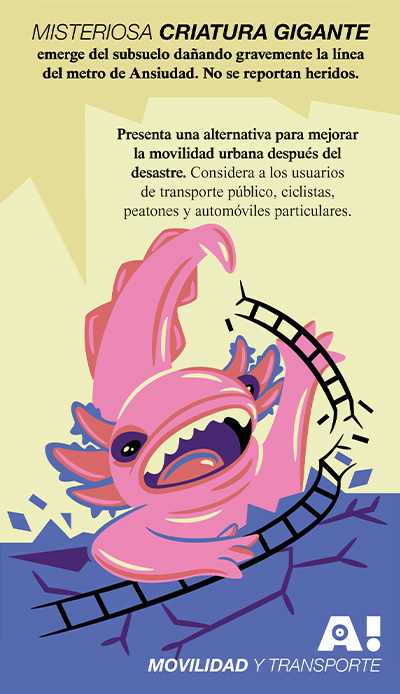 MISTERIOSA CRIATURA GIGANTE
emerge del subsuelo dañando gravemente la línea
del metro de Ansiudad. No se reportan heridos.
Presenta una alternativa para mejorar
la movilidad urbana después del
desastre. Considera a los usuarios
de transporte público, ciclistas,
peatones y automóviles particulares.
A!
MOVILIDAD Y TRANSPORTE